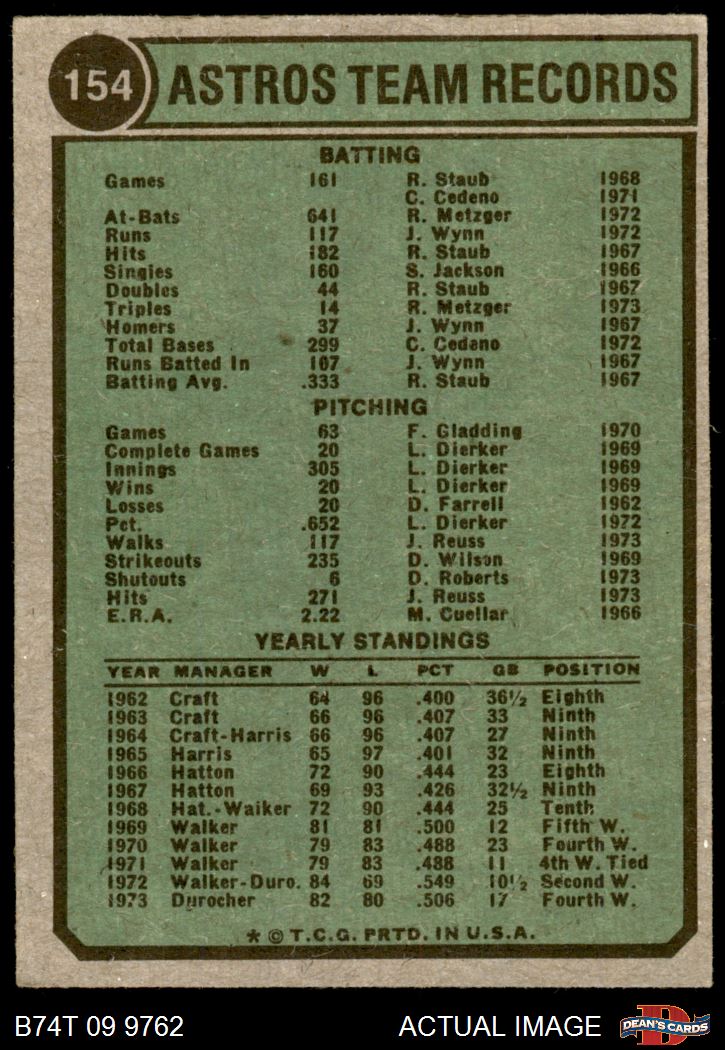 154 ASTROS TEAM RECORDS
BATTING
Games 161 R. Staub 1968
C. Cedeno 1971
At-Bats 641 R. Metzger 1972
Runs 117 J. Wynn 1972
Hits 182 R. Staub 1967
Singles 160 S. Jackson 1966
Doubles 44 R. Staub 1967
Triples 14 R. Metzger 1973
Homers 37 J. Wynn 1967
Total Bases 299 C. Cedeno 1972
Runs Batted In 107 J. Wynn 1967
Batting Avg. .333 R. Staub 1967
PITCHING
Games 63 F. Gladding 1970
Complete Games 20 L. Dierker 1969
Innings 305 L. Dierker 1969
Wins 20 L. Dierker 1969
Losses 20 D. Farrell 1962
Pct. .652 L. Dierker 1972
Walks 117 J. Reuss 1973
Strikeouts 235 D. Wilson 1969
Shutouts 6 D. Roberts 1973
Hits 271 J. Reuss 1973
E.R.A. 2.22 M. Cuellar 1966
YEARLY STANDINGS
YEAR MANAGER W L PCT GB POSITION
1962 Craft 64 96 .400 36½ Eighth
1963 Craft 66 96 .407 33 Ninth
1964 Craft-Harris 66 96 .407 27 Ninth
1965 Harris 65 97 .401 32 Ninth
1966 Hatton 72 90 .444 23 Eighth
1967 Hatton 69 93 .426 32½ Ninth
1968 Hat.-Walker 72 90 .444 25 Tenth
1969 Walker 81 81 .500 12 Fifth W.
1970 Walker 79 83 .488 23 Fourth W.
1971 Walker 79 83 .488 11 4th W. Tied
1972 Walker-Duro. 84 69 .549 10½ Second W.
1973 Durocher 82 80 .506 17 Fourth W.
* © T.C.G. PRTD. IN U.S.A.
B74T 09 9762 ACTUAL IMAGE D DEAN'S CARDS